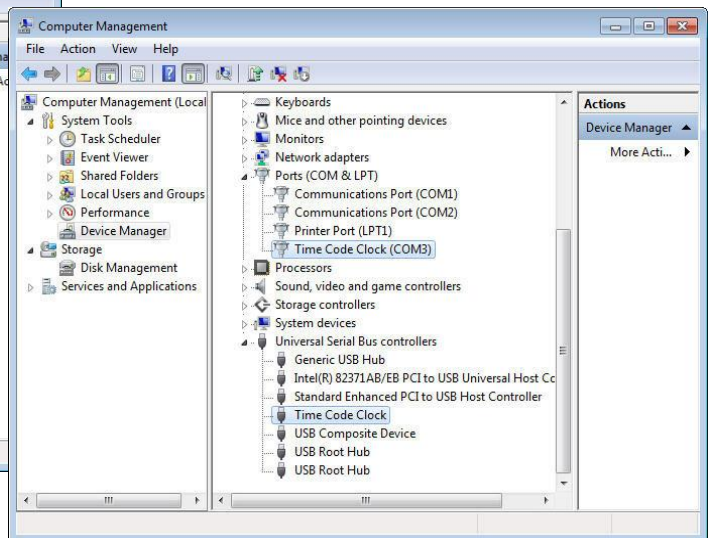 Computer Management
File Action View Help
Computer Management (Local
System Tools
Task Scheduler
Event Viewer
Shared Folders
Local Users and Groups
Performance
Device Manager
Storage
Disk Management
Services and Applications
Keyboards
Mice and other pointing devices
Monitors
Network adapters
Ports (COM & LPT)
Communications Port (COM1)
Communications Port (COM2)
Printer Port (LPT1)
Time Code Clock (COM3)
Processors
Sound, video and game controllers
Storage controllers
System devices
Universal Serial Bus controllers
Generic USB Hub
Intel(R) 82371AB/EB PCI to USB Universal Host Cc
Standard Enhanced PCI to USB Host Controller
Time Code Clock
USB Composite Device
USB Root Hub
USB Root Hub
Actions
Device Manager
More Acti...